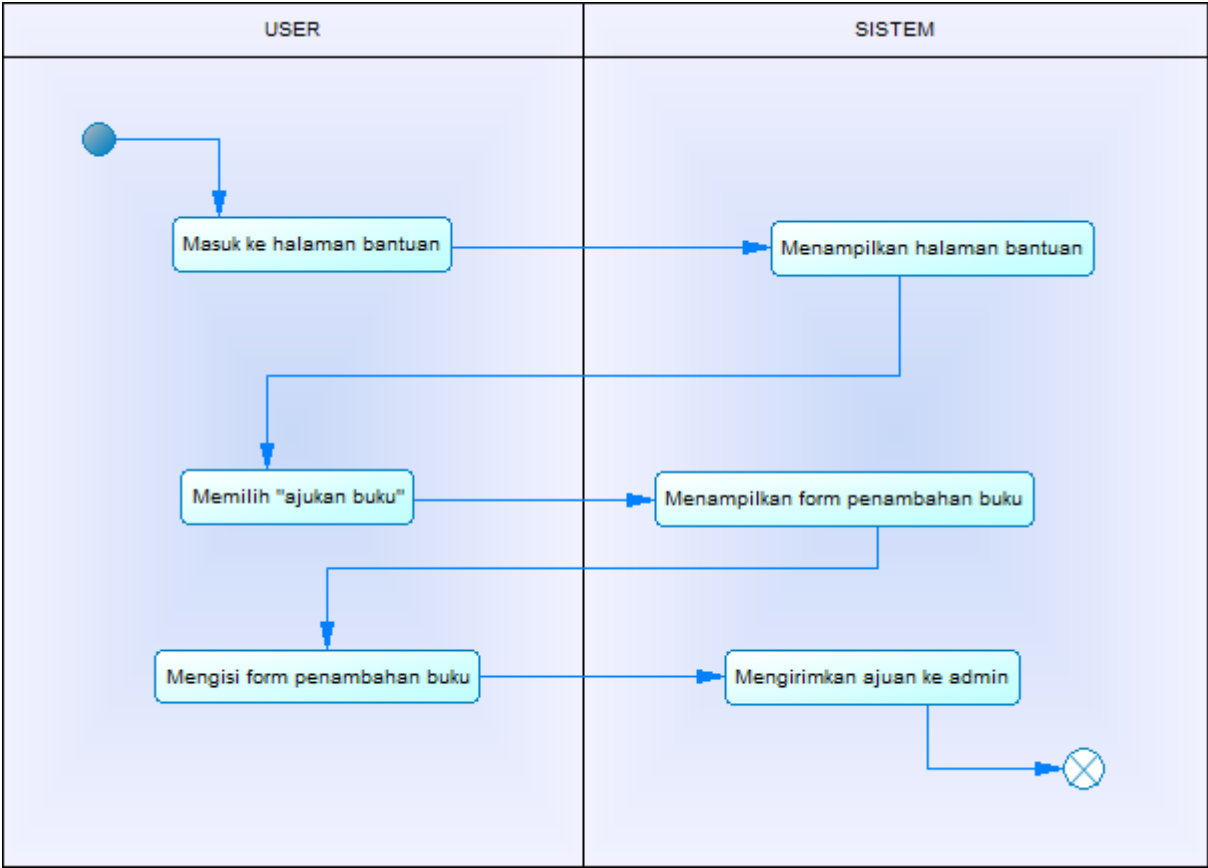 USER
SISTEM
Masuk ke halaman bantuan
Menampilkan halaman bantuan
Memilih "ajukan buku"
Menampilkan form penambahan buku
Mengisi form penambahan buku
Mengirimkan ajuan ke admin